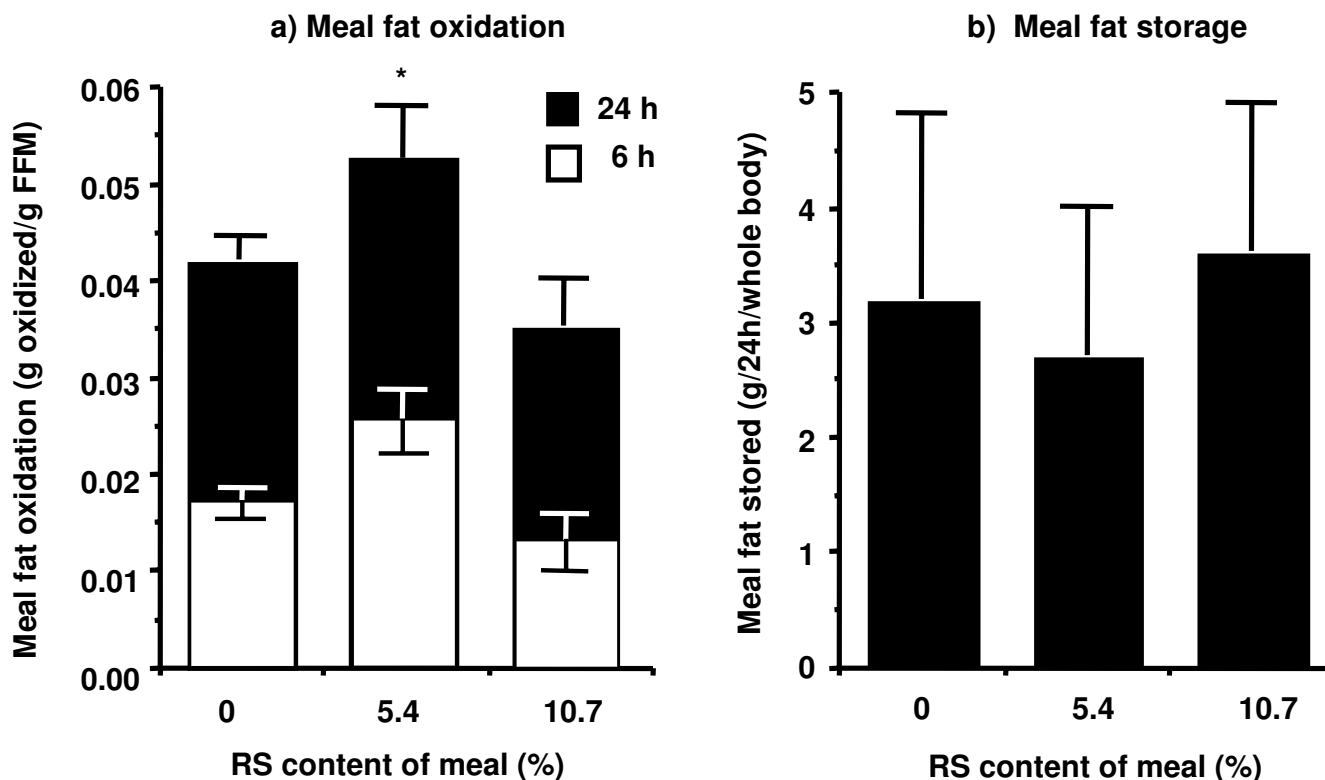 a) Meal fat oxidation
Meal fat oxidation (g oxidized/g FFM)
0.06
0.05
0.04
0.03
0.02
0.01
0.00
*
24 h
6 h
0 5.4 10.7
RS content of meal (%)
b) Meal fat storage
Meal fat stored (g/24h/whole body)
5
4
3
2
1
0
0 5.4 10.7
RS content of meal (%)